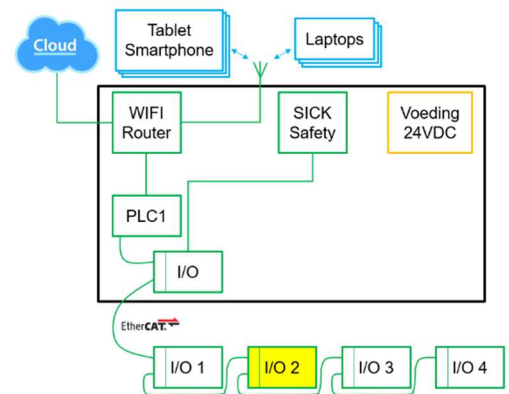 Cloud
Tablet
Smartphone
Laptops
WIFI
Router
SICK
Safety
Voeding
24VDC
PLC1
I/O
EtherCAT.
I/O 1
I/O 2
I/O 3
I/O 4